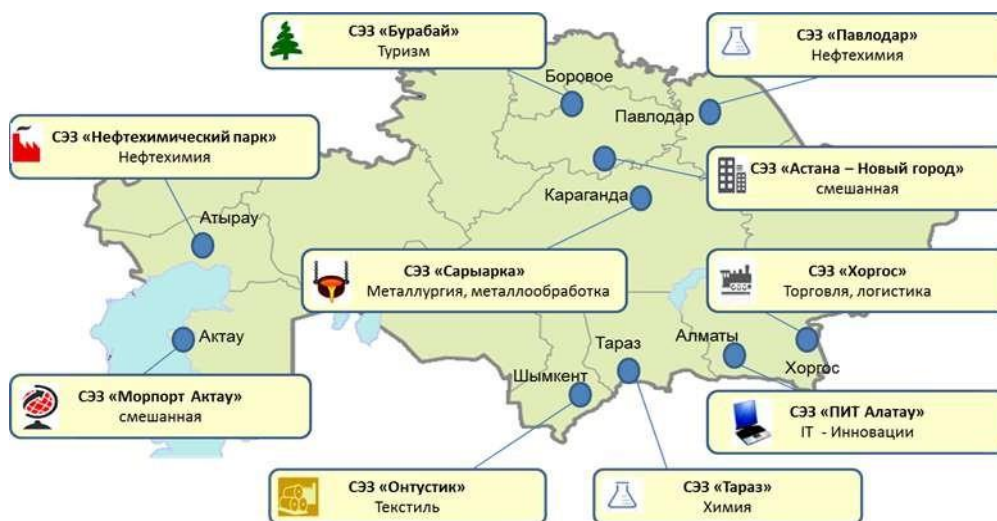 СЭЗ «Бурабай»
Туризм
СЭЗ «Павлодар»
Нефтехимия
Боровое
Павлодар
СЭЗ «Нефтехимический парк»
Нефтехимия
СЭЗ «Астана – Новый город»
смешанная
Караганда
Атырау
СЭЗ «Сарыарка»
Металлургия, металлообработка
СЭЗ «Хоргос»
Торговля, логистика
Актау
Тараз
Алматы
Шымкент
Хоргос
СЭЗ «Морпорт Актау»
смешанная
СЭЗ «ПИТ Алатау»
IT - Инновации
СЭЗ «Онтустик»
Текстиль
СЭЗ «Тараз»
Химия